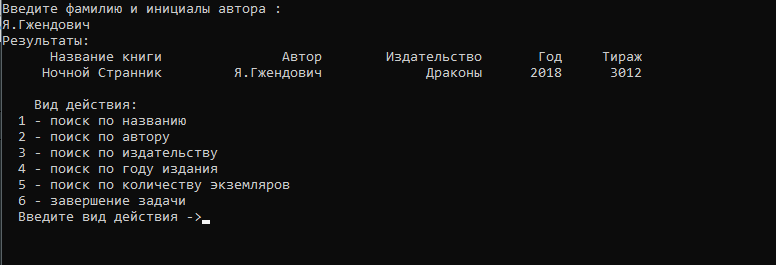 Введите фамилию и инициалы автора :
Я.Гжендович
Результаты:
Название книги Автор Издательство Год Тираж
Ночной Странник Я.Гжендович Драконы 2018 3012
Вид действия:
1 - поиск по названию
2 - поиск по автору
3 - поиск по издательству
4 - поиск по году издания
5 - поиск по количеству экземляров
6 - завершение задачи
Введите вид действия ->